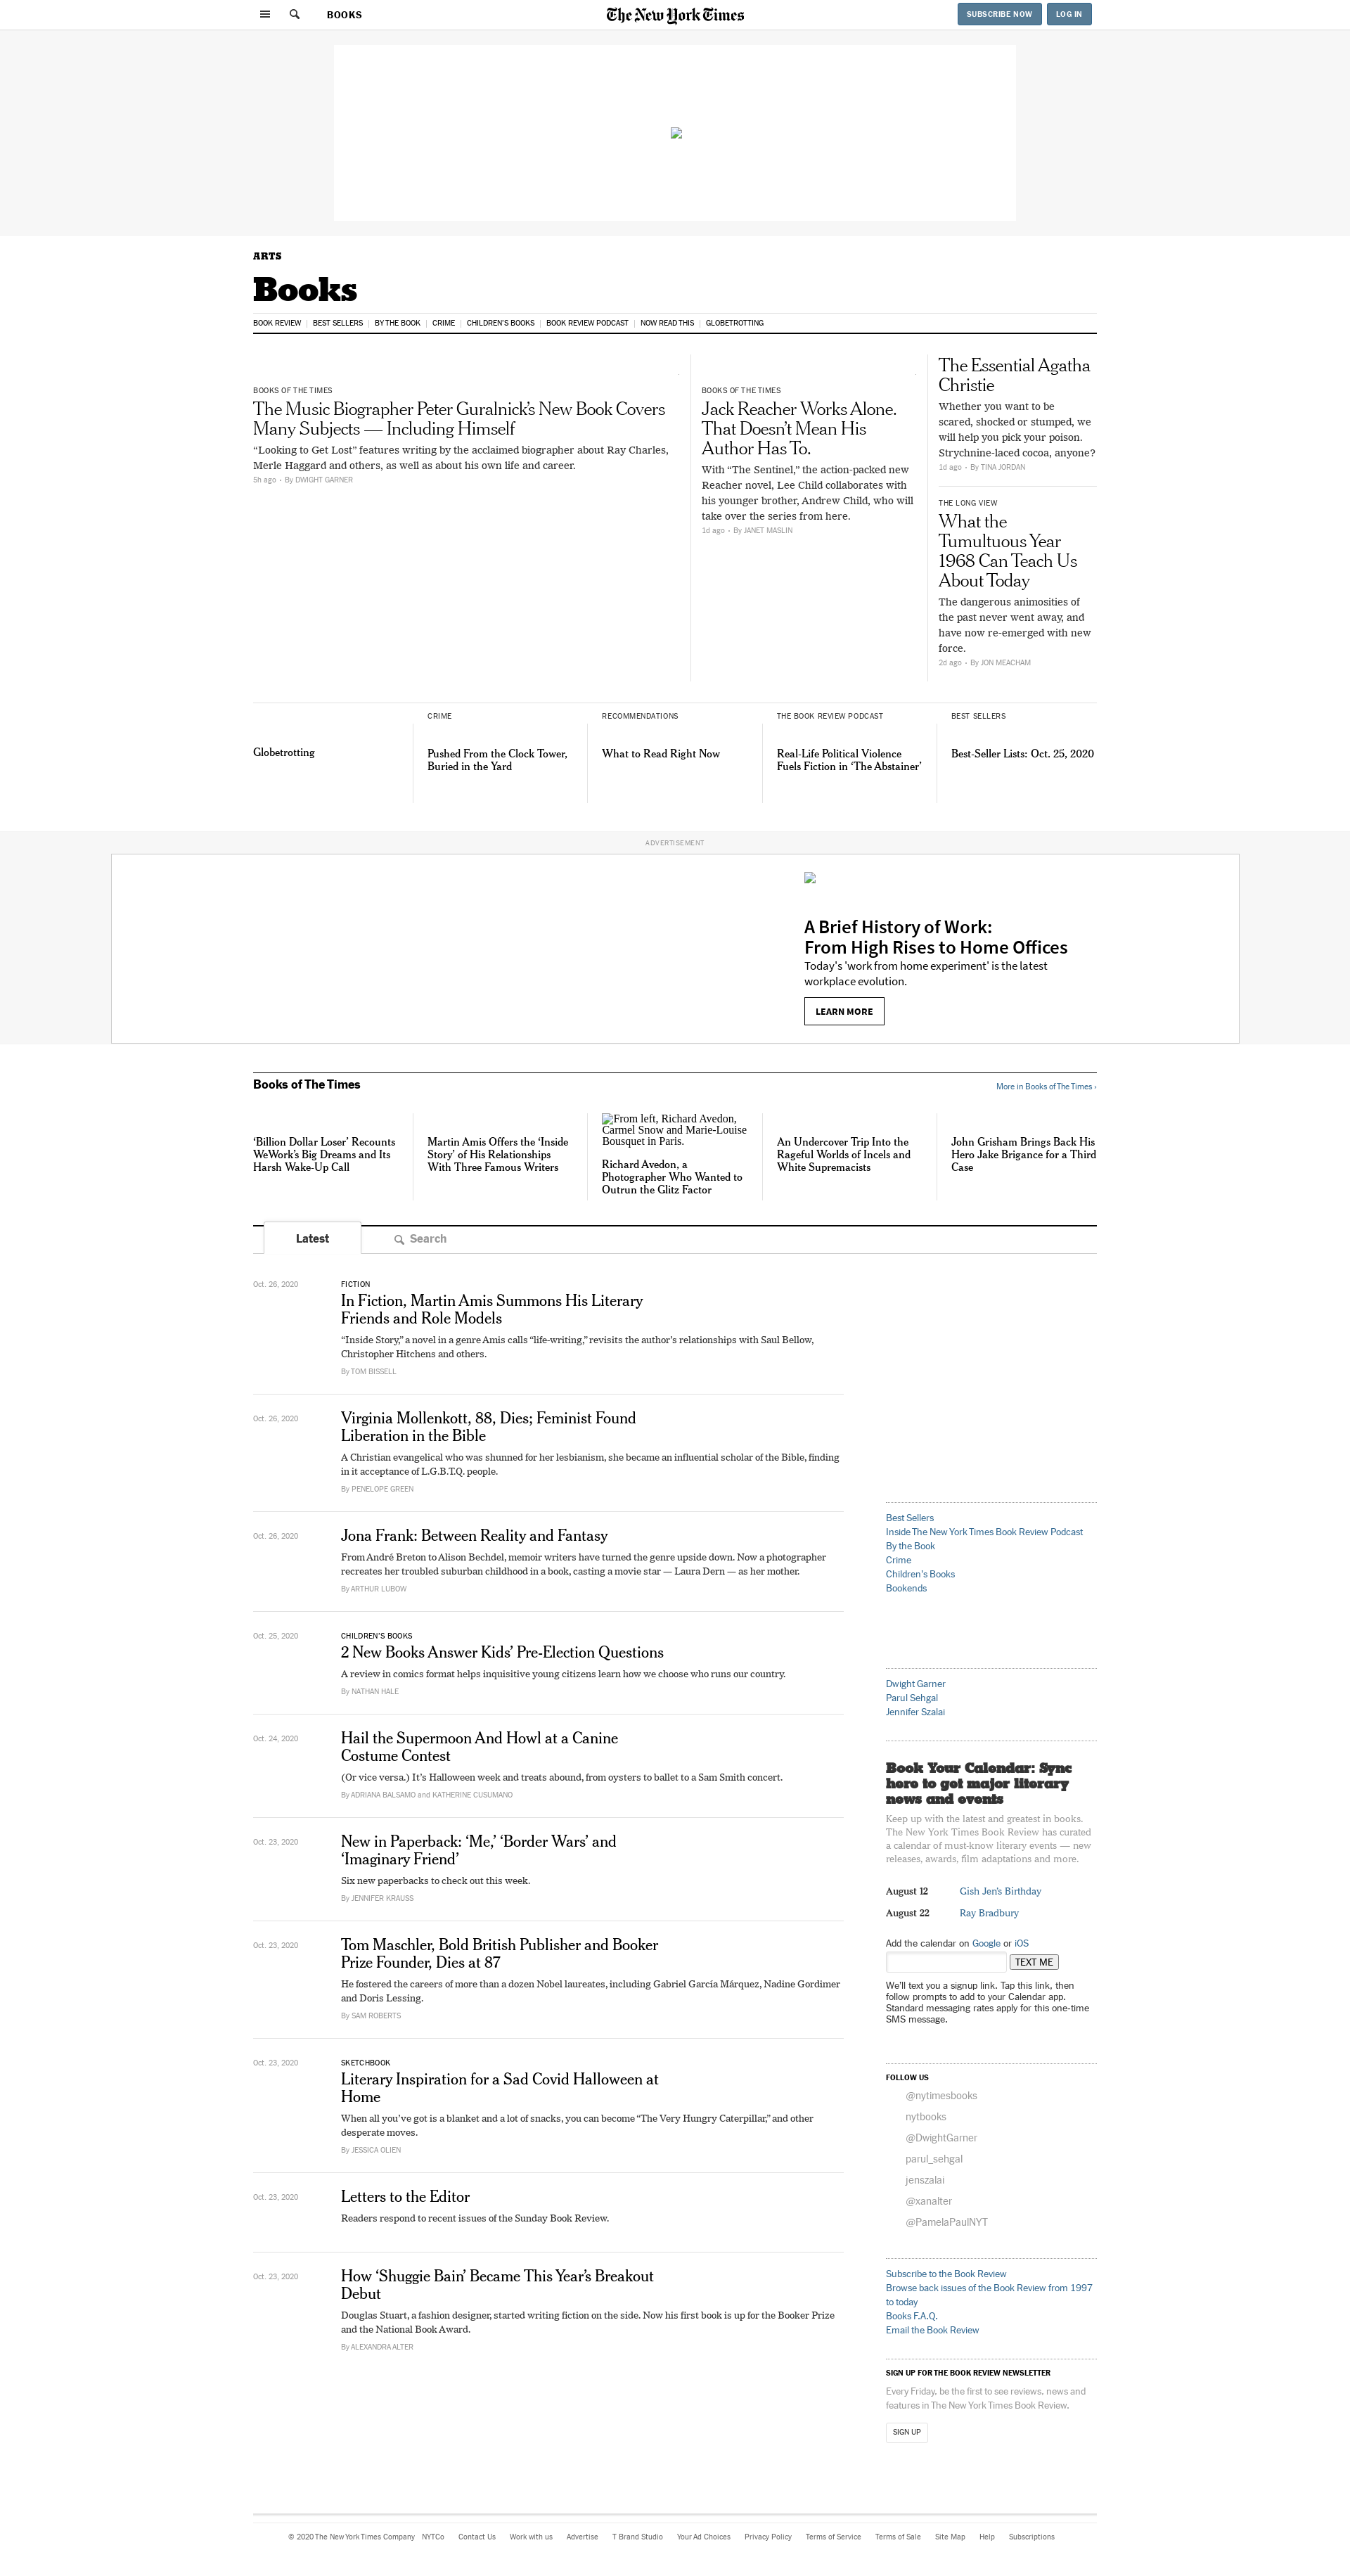 BOOKS
The New York Times
SUBSCRIBE NOW
LOG IN
ARTS
Books
BOOK REVIEW
BEST SELLERS
BY THE BOOK
CRIME
CHILDREN'S BOOKS
BOOK REVIEW PODCAST
NOW READ THIS
GLOBETROTTING
BOOKS OF THE TIMES
The Music Biographer Peter Guralnick’s New Book Covers
Many Subjects — Including Himself
“Looking to Get Lost” features writing by the acclaimed biographer about Ray Charles,
Merle Haggard and others, as well as about his own life and career.
5h ago • By DWIGHT GARNER
BOOKS OF THE TIMES
Jack Reacher Works Alone.
That Doesn’t Mean His
Author Has To.
With “The Sentinel,” the action-packed new
Reacher novel, Lee Child collaborates with
his younger brother, Andrew Child, who will
take over the series from here.
1d ago • By JANET MASLIN
The Essential Agatha
Christie
Whether you want to be
scared, shocked or stumped, we
will help you pick your poison.
Strychnine-laced cocoa, anyone?
1d ago • By TINA JORDAN
THE LONG VIEW
What the
Tumultuous Year
1968 Can Teach Us
About Today
The dangerous animosities of
the past never went away, and
have now re-emerged with new
force.
2d ago • By JON MEACHAM
Globetrotting
CRIME
Pushed From the Clock Tower,
Buried in the Yard
RECOMMENDATIONS
What to Read Right Now
THE BOOK REVIEW PODCAST
Real-Life Political Violence
Fuels Fiction in ‘The Abstainer’
BEST SELLERS
Best-Seller Lists: Oct. 25, 2020
ADVERTISEMENT
A Brief History of Work:
From High Rises to Home Offices
Today's 'work from home experiment' is the latest
workplace evolution.
LEARN MORE
Books of The Times
More in Books of The Times ›
‘Billion Dollar Loser’ Recounts
WeWork’s Big Dreams and Its
Harsh Wake-Up Call
Martin Amis Offers the ‘Inside
Story’ of His Relationships
With Three Famous Writers
From left, Richard Avedon,
Carmel Snow and Marie-Louise
Bousquet in Paris.
Richard Avedon, a
Photographer Who Wanted to
Outrun the Glitz Factor
An Undercover Trip Into the
Rageful Worlds of Incels and
White Supremacists
John Grisham Brings Back His
Hero Jake Brigance for a Third
Case
Latest
Search
Oct. 26, 2020
FICTION
In Fiction, Martin Amis Summons His Literary
Friends and Role Models
“Inside Story,” a novel in a genre Amis calls “life-writing,” revisits the author’s relationships with Saul Bellow,
Christopher Hitchens and others.
By TOM BISSELL
Oct. 26, 2020
Virginia Mollenkott, 88, Dies; Feminist Found
Liberation in the Bible
A Christian evangelical who was shunned for her lesbianism, she became an influential scholar of the Bible, finding
in it acceptance of L.G.B.T.Q. people.
By PENELOPE GREEN
Oct. 26, 2020
Jona Frank: Between Reality and Fantasy
From André Breton to Alison Bechdel, memoir writers have turned the genre upside down. Now a photographer
recreates her troubled suburban childhood in a book, casting a movie star — Laura Dern — as her mother.
By ARTHUR LUBOW
Oct. 25, 2020
CHILDREN’S BOOKS
2 New Books Answer Kids’ Pre-Election Questions
A review in comics format helps inquisitive young citizens learn how we choose who runs our country.
By NATHAN HALE
Oct. 24, 2020
Hail the Supermoon And Howl at a Canine
Costume Contest
(Or vice versa.) It’s Halloween week and treats abound, from oysters to ballet to a Sam Smith concert.
By ADRIANA BALSAMO and KATHERINE CUSUMANO
Oct. 23, 2020
New in Paperback: ‘Me,’ ‘Border Wars’ and
‘Imaginary Friend’
Six new paperbacks to check out this week.
By JENNIFER KRAUSS
Oct. 23, 2020
Tom Maschler, Bold British Publisher and Booker
Prize Founder, Dies at 87
He fostered the careers of more than a dozen Nobel laureates, including Gabriel García Márquez, Nadine Gordimer
and Doris Lessing.
By SAM ROBERTS
Oct. 23, 2020
SKETCHBOOK
Literary Inspiration for a Sad Covid Halloween at
Home
When all you’ve got is a blanket and a lot of snacks, you can become “The Very Hungry Caterpillar,” and other
desperate moves.
By JESSICA OLIEN
Oct. 23, 2020
Letters to the Editor
Readers respond to recent issues of the Sunday Book Review.
Oct. 23, 2020
How ‘Shuggie Bain’ Became This Year’s Breakout
Debut
Douglas Stuart, a fashion designer, started writing fiction on the side. Now his first book is up for the Booker Prize
and the National Book Award.
By ALEXANDRA ALTER
Best Sellers
Inside The New York Times Book Review Podcast
By the Book
Crime
Children's Books
Bookends
Dwight Garner
Parul Sehgal
Jennifer Szalai
Book Your Calendar: Sync
here to get major literary
news and events
Keep up with the latest and greatest in books.
The New York Times Book Review has curated
a calendar of must-know literary events — new
releases, awards, film adaptations and more.
August 12 Gish Jen's Birthday
August 22 Ray Bradbury
Add the calendar on Google or iOS
TEXT ME
We'll text you a signup link. Tap this link, then
follow prompts to add to your Calendar app.
Standard messaging rates apply for this one-time
SMS message.
FOLLOW US
@nytimesbooks
nytbooks
@DwightGarner
parul_sehgal
jenszalai
@xanalter
@PamelaPaulNYT
Subscribe to the Book Review
Browse back issues of the Book Review from 1997
to today
Books F.A.Q.
Email the Book Review
SIGN UP FOR THE BOOK REVIEW NEWSLETTER
Every Friday, be the first to see reviews, news and
features in The New York Times Book Review.
SIGN UP
© 2020 The New York Times Company NYTCo Contact Us Work with us Advertise T Brand Studio Your Ad Choices Privacy Policy Terms of Service Terms of Sale Site Map Help Subscriptions